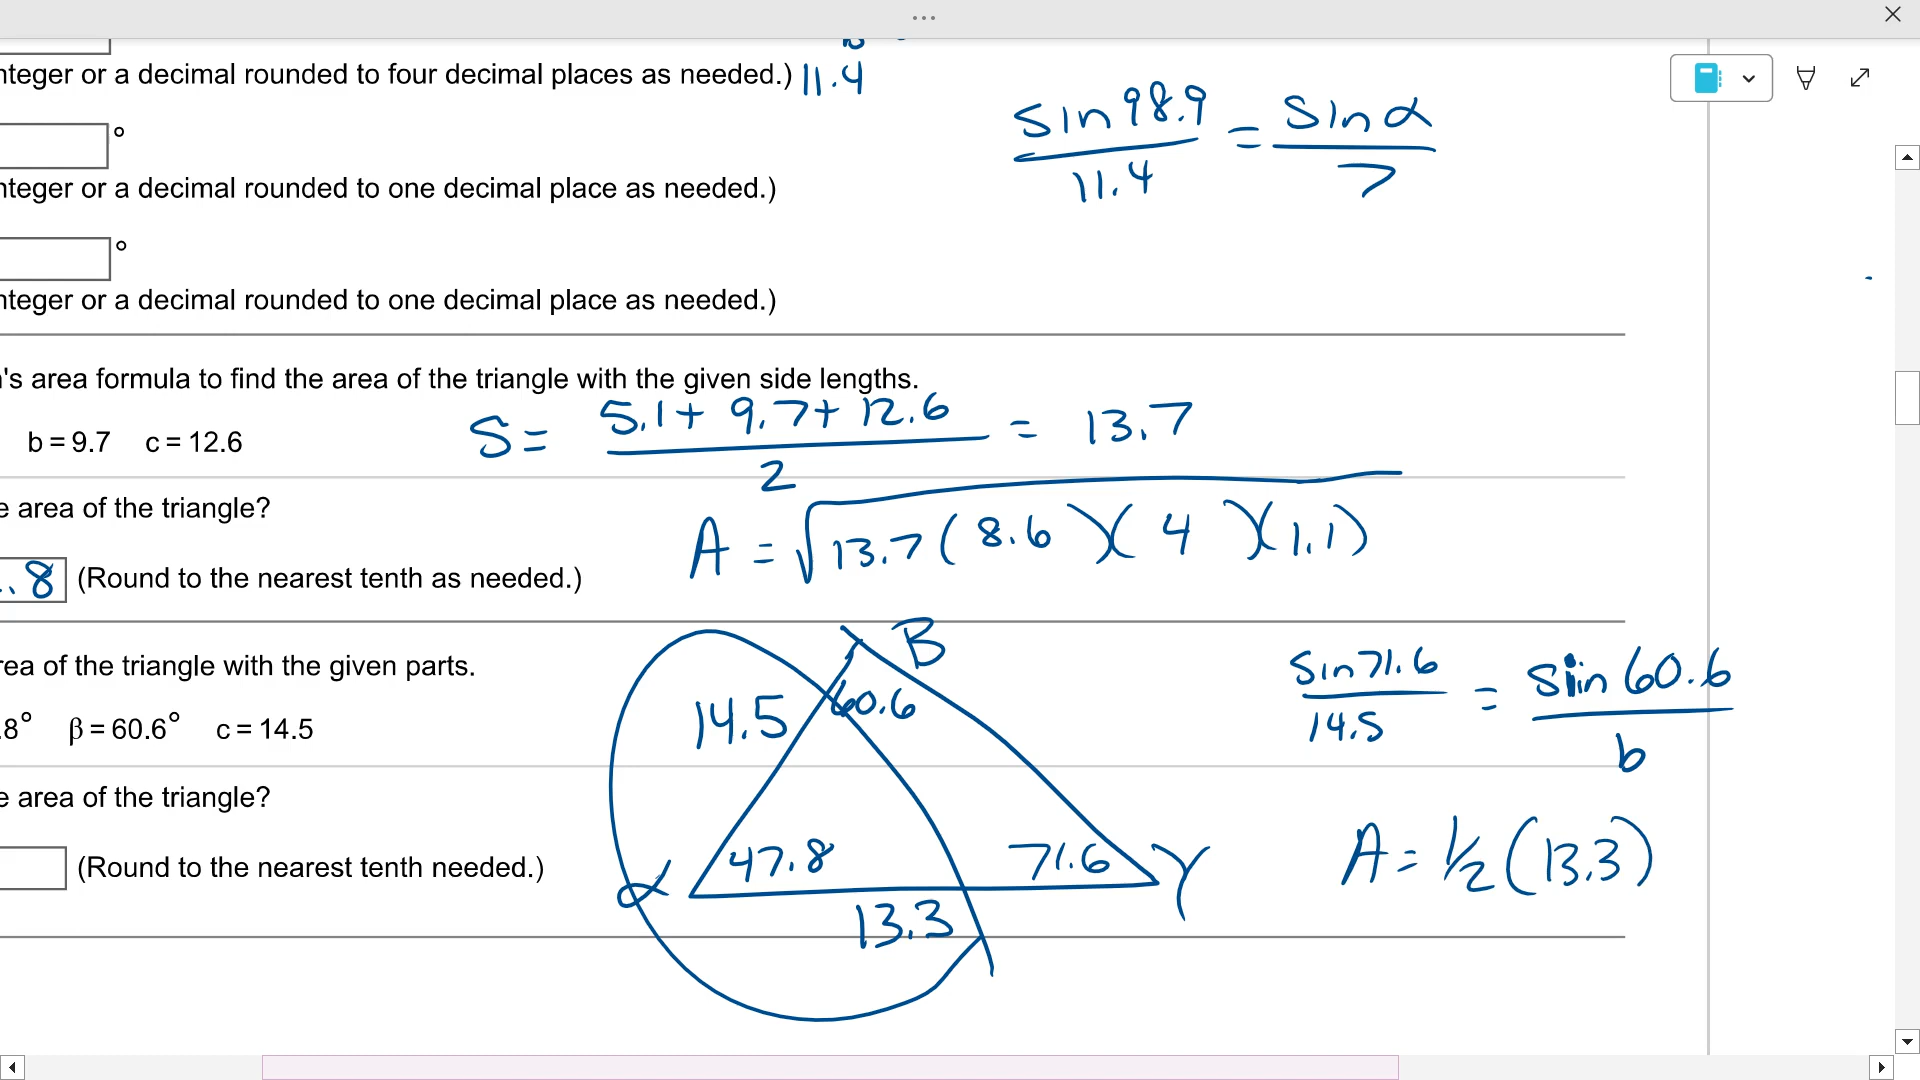 nteger or a decimal rounded to four decimal places as needed.) 11.4
sin 98.9 / 11.4 = sin α / 7
°
nteger or a decimal rounded to one decimal place as needed.)
°
nteger or a decimal rounded to one decimal place as needed.)
's area formula to find the area of the triangle with the given side lengths.
b = 9.7 c = 12.6
S = 5.1 + 9.7 + 12.6 / 2 = 13.7
e area of the triangle?
A = √13.7(8.6)(4)(1.1)
.8 (Round to the nearest tenth as needed.)
rea of the triangle with the given parts.
.8° β = 60.6° c = 14.5
B
14.5 60.6
sin 71.6 / 14.5 = sin 60.6 / b
e area of the triangle?
(Round to the nearest tenth needed.)
α 47.8 71.6 γ
13.3
A = 1/2 (13.3)